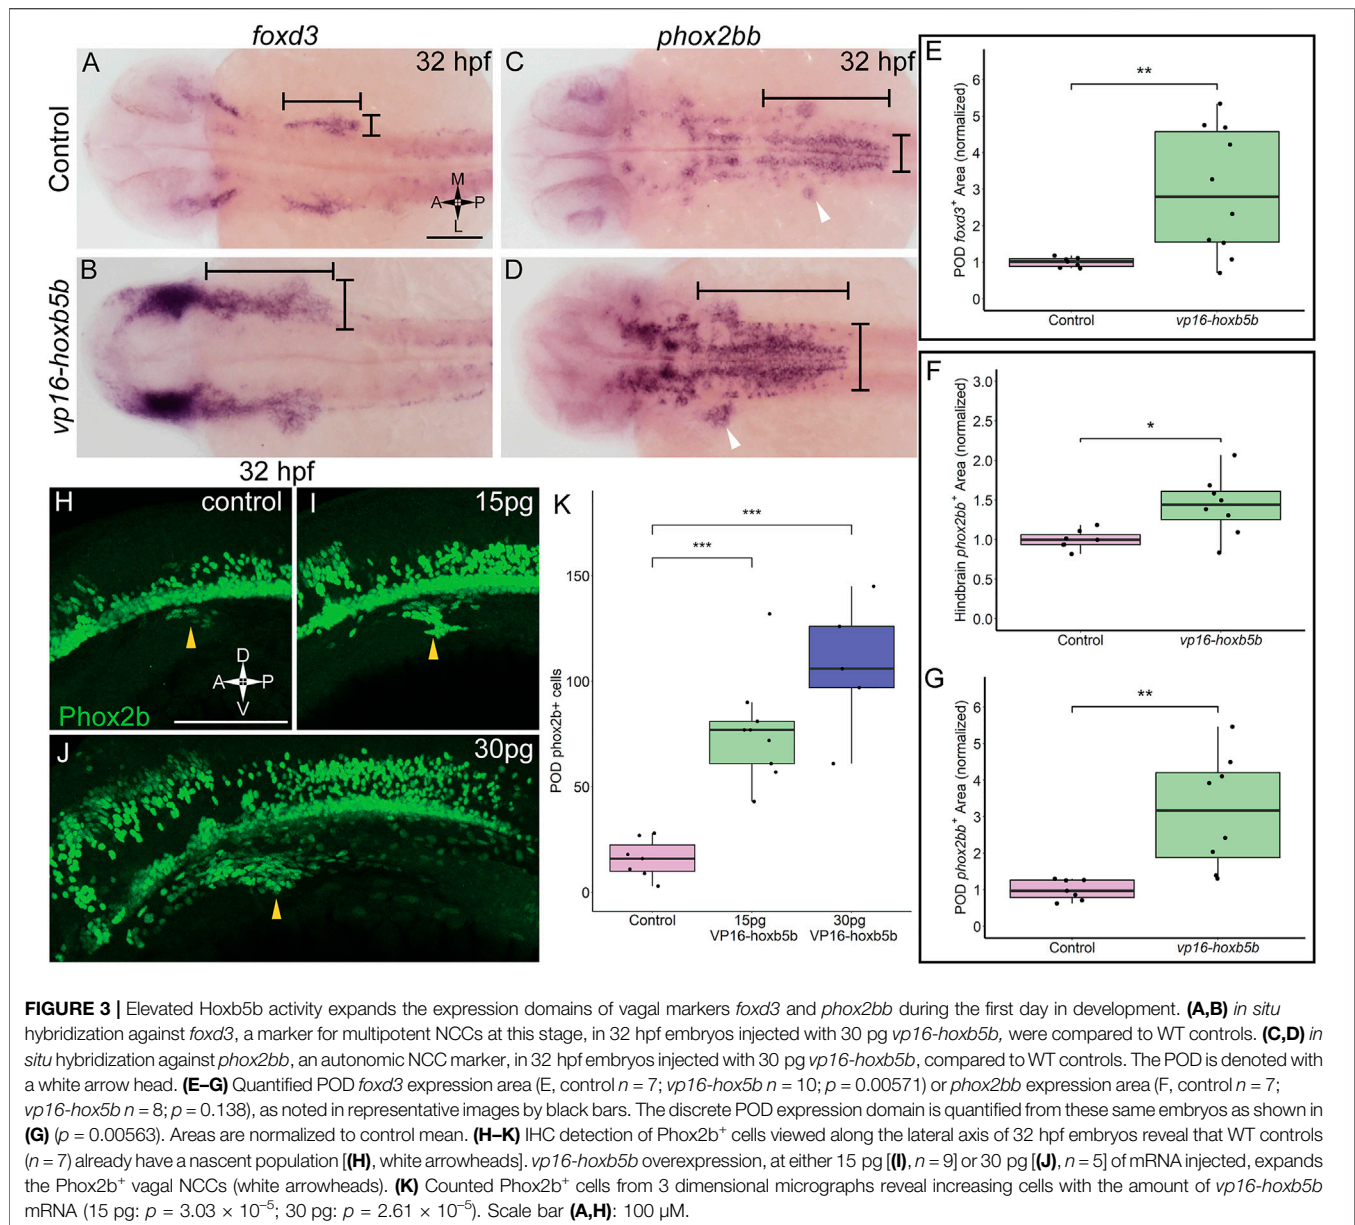 foxd3
phox2bb
Control
vp16-hoxb5b
A
32 hpf
M
A
P
L
B
C
32 hpf
D
32 hpf
H
control
D
A
P
V
Phox2b
I
15pg
J
30pg
K
POD phox2b+ cells
150
100
50
0
***
***
Control
15pg
VP16-hoxb5b
30pg
VP16-hoxb5b
E
POD foxd3+ Area (normalized)
6
5
4
3
2
1
0
**
Control
vp16-hoxb5b
F
Hindbrain phox2bb+ Area (normalized)
3.0
2.5
2.0
1.5
1.0
0.5
0.0
*
Control
vp16-hoxb5b
G
POD phox2bb+ Area (normalized)
6
5
4
3
2
1
0
**
Control
vp16-hoxb5b
FIGURE 3 | Elevated Hoxb5b activity expands the expression domains of vagal markers foxd3 and phox2bb during the first day in development. (A,B) in situ
hybridization against foxd3, a marker for multipotent NCCs at this stage, in 32 hpf embryos injected with 30 pg vp16-hoxb5b, were compared to WT controls. (C,D) in
situ hybridization against phox2bb, an autonomic NCC marker, in 32 hpf embryos injected with 30 pg vp16-hoxb5b, compared to WT controls. The POD is denoted with
a white arrow head. (E–G) Quantified POD foxd3 expression area (E, control n = 7; vp16-hox5b n = 10; p = 0.00571) or phox2bb expression area (F, control n = 7;
vp16-hox5b n = 8; p = 0.138), as noted in representative images by black bars. The discrete POD expression domain is quantified from these same embryos as shown in
(G) (p = 0.00563). Areas are normalized to control mean. (H–K) IHC detection of Phox2b+ cells viewed along the lateral axis of 32 hpf embryos reveal that WT controls
(n = 7) already have a nascent population [(H), white arrowheads]. vp16-hoxb5b overexpression, at either 15 pg [(I), n = 9] or 30 pg [(J), n = 5] of mRNA injected, expands
the Phox2b+ vagal NCCs (white arrowheads). (K) Counted Phox2b+ cells from 3 dimensional micrographs reveal increasing cells with the amount of vp16-hoxb5b
mRNA (15 pg: p = 3.03 × 10–5; 30 pg: p = 2.61 × 10–5). Scale bar (A,H): 100 µM.